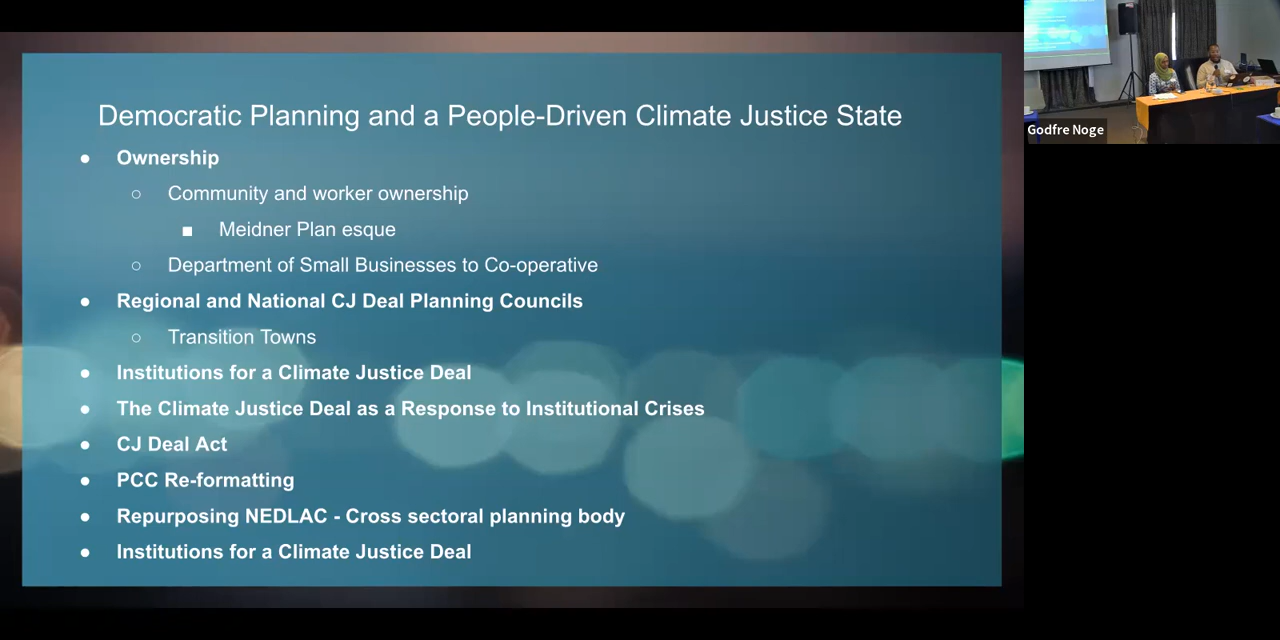 Democratic Planning and a People-Driven Climate Justice State
● Ownership
○ Community and worker ownership
■ Meidner Plan esque
○ Department of Small Businesses to Co-operative
● Regional and National CJ Deal Planning Councils
○ Transition Towns
● Institutions for a Climate Justice Deal
● The Climate Justice Deal as a Response to Institutional Crises
● CJ Deal Act
● PCC Re-formatting
● Repurposing NEDLAC - Cross sectoral planning body
● Institutions for a Climate Justice Deal
Godfre Noge